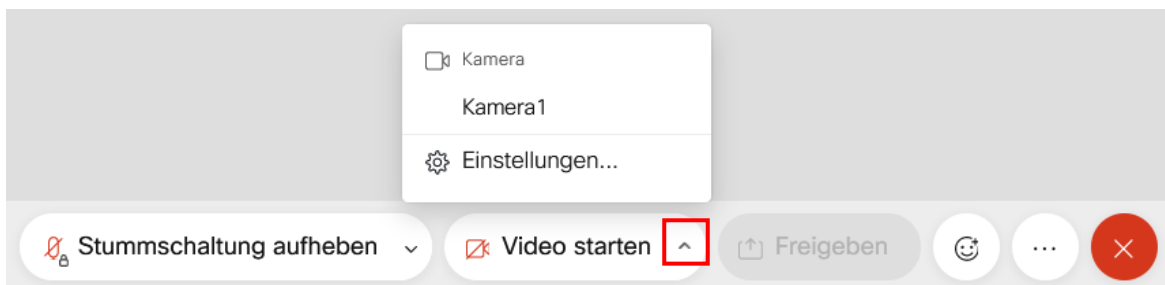 Kamera
Kamera1
Einstellungen...
Stummschaltung aufheben
Video starten
Freigeben